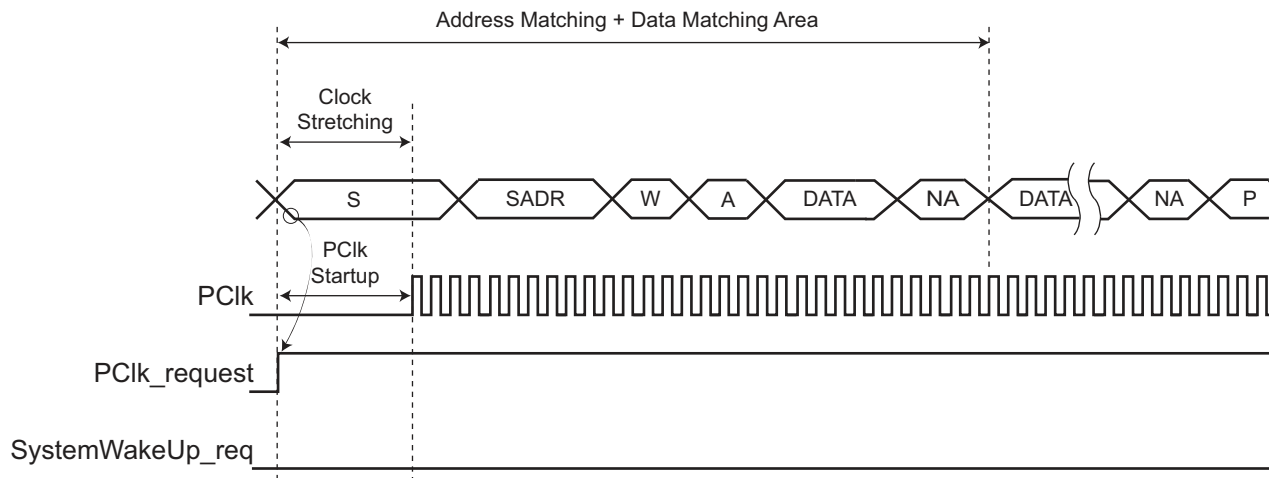 Address Matching + Data Matching Area
Clock
Stretching
S
SADR
W
A
DATA
NA
DATA
NA
P
PClk
Startup
PClk
PClk_request
SystemWakeUp_req